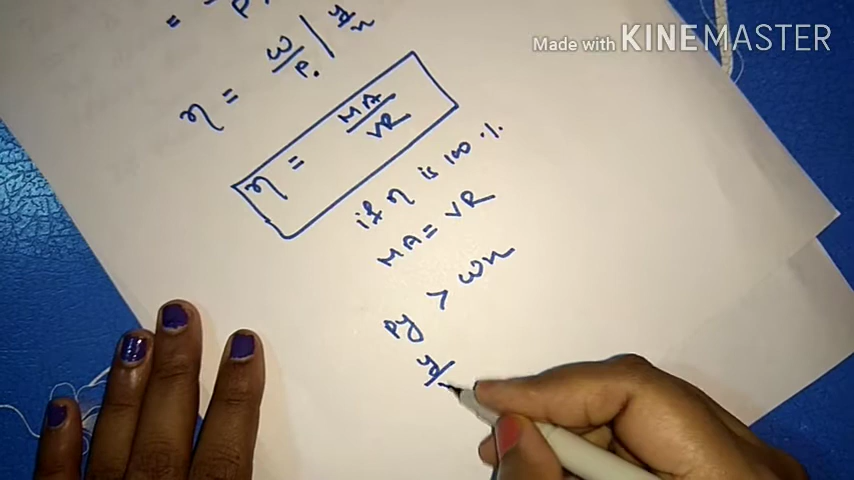 Made with KINEMASTER
=
P.
η = W/P. / y/x
η = MA/VR
if η is 100 %
MA = VR
Py > Wx
y/